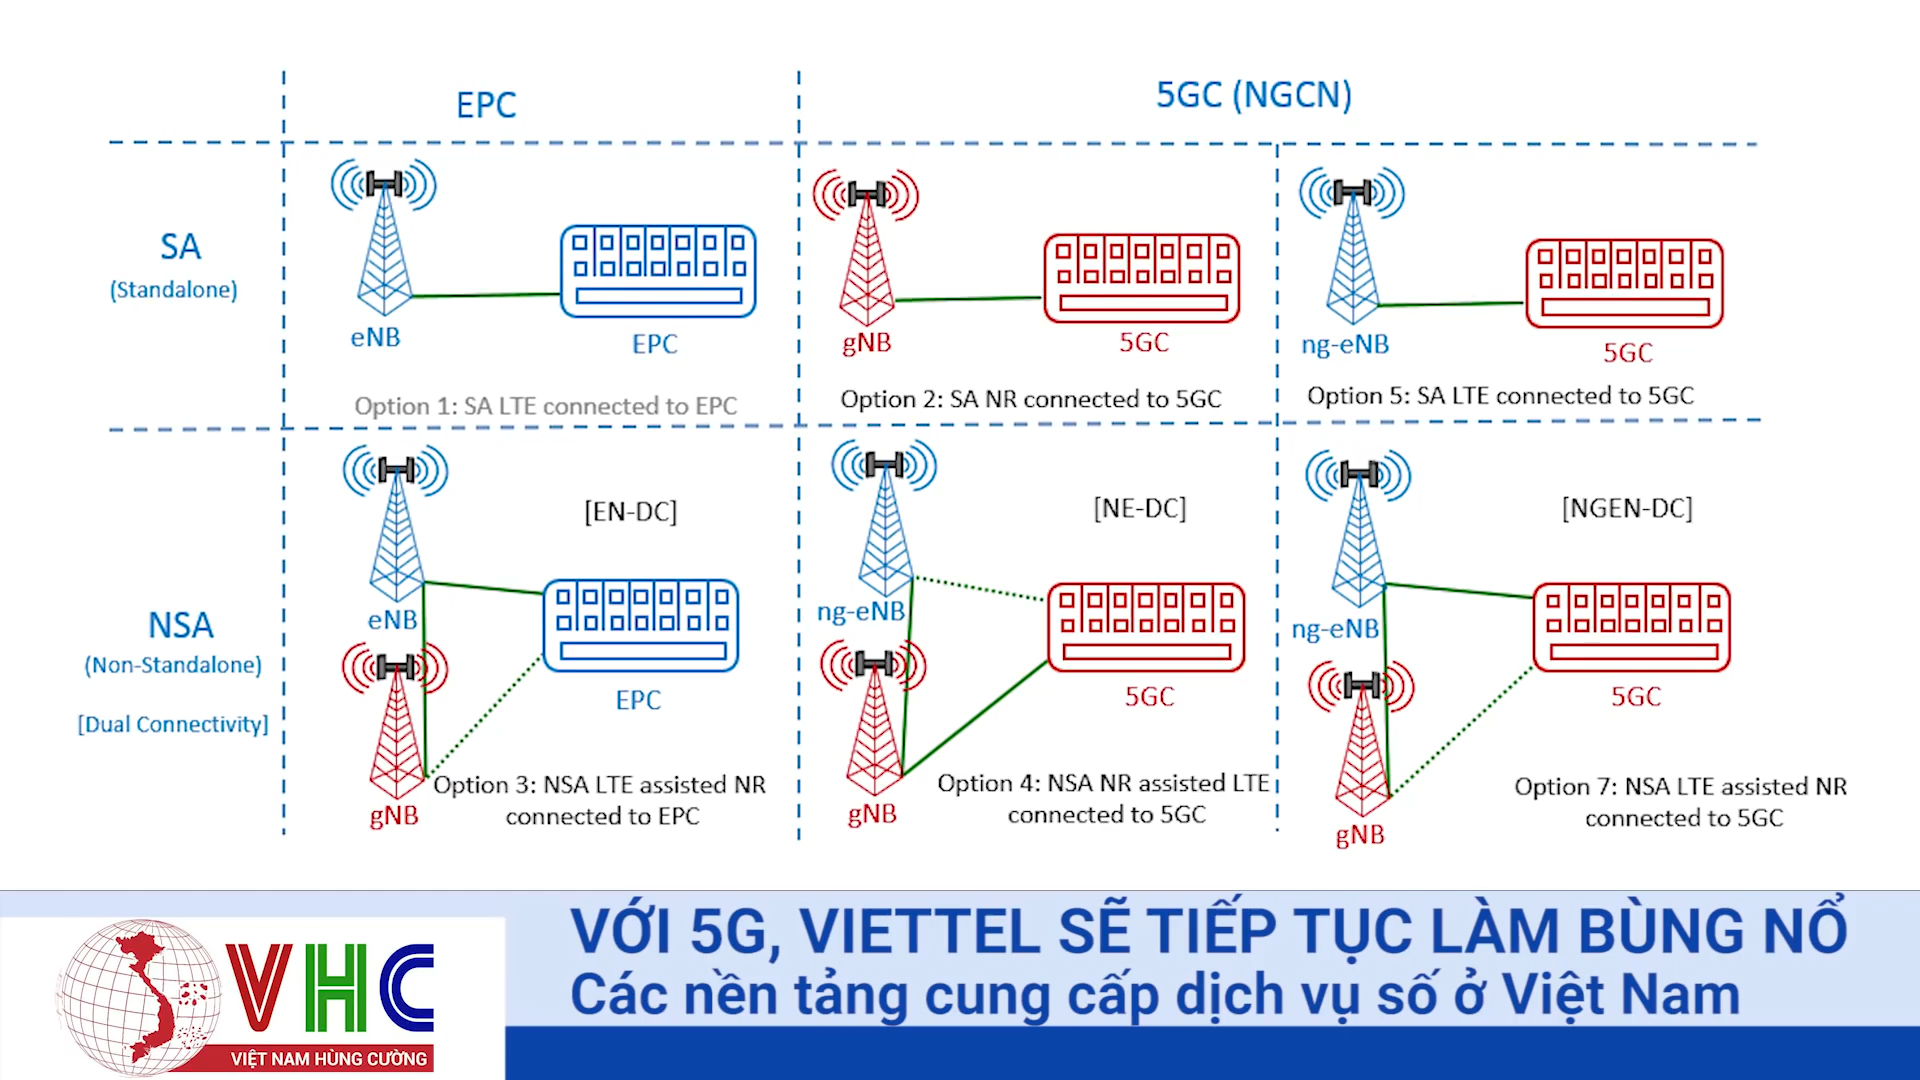 EPC
5GC (NGCN)
SA
(Standalone)
eNB
EPC
Option 1: SA LTE connected to EPC
gNB
5GC
Option 2: SA NR connected to 5GC
ng-eNB
5GC
Option 5: SA LTE connected to 5GC
NSA
(Non-Standalone)
[Dual Connectivity]
[EN-DC]
eNB
EPC
gNB
Option 3: NSA LTE assisted NR
connected to EPC
[NE-DC]
ng-eNB
5GC
gNB
Option 4: NSA NR assisted LTE
connected to 5GC
[NGEN-DC]
ng-eNB
5GC
gNB
Option 7: NSA LTE assisted NR
connected to 5GC
VHC
VIỆT NAM HÙNG CƯỜNG
VỚI 5G, VIETTEL SẼ TIẾP TỤC LÀM BÙNG NỔ
Các nền tảng cung cấp dịch vụ số ở Việt Nam